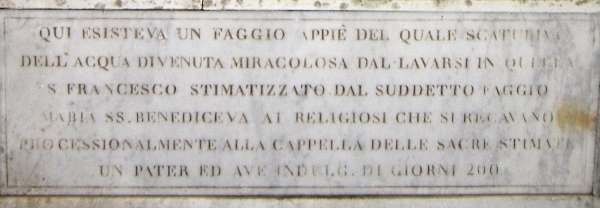 QUI ESISTEVA UN FAGGIO APPIÈ DEL QUALE SCATURIVA
DELL'ACQUA DIVENUTA MIRACOLOSA DAL LAVARSI IN QUELLA
S FRANCESCO STIMATIZZATO DAL SUDDETTO FAGGIO
MARIA SS. BENEDICEVA AI RELIGIOSI CHE SI RECAVANO
PROCESSIONALMENTE ALLA CAPPELLA DELLE SACRE STIMATE
UN PATER ED AVE INDELG. DI GIORNI 200